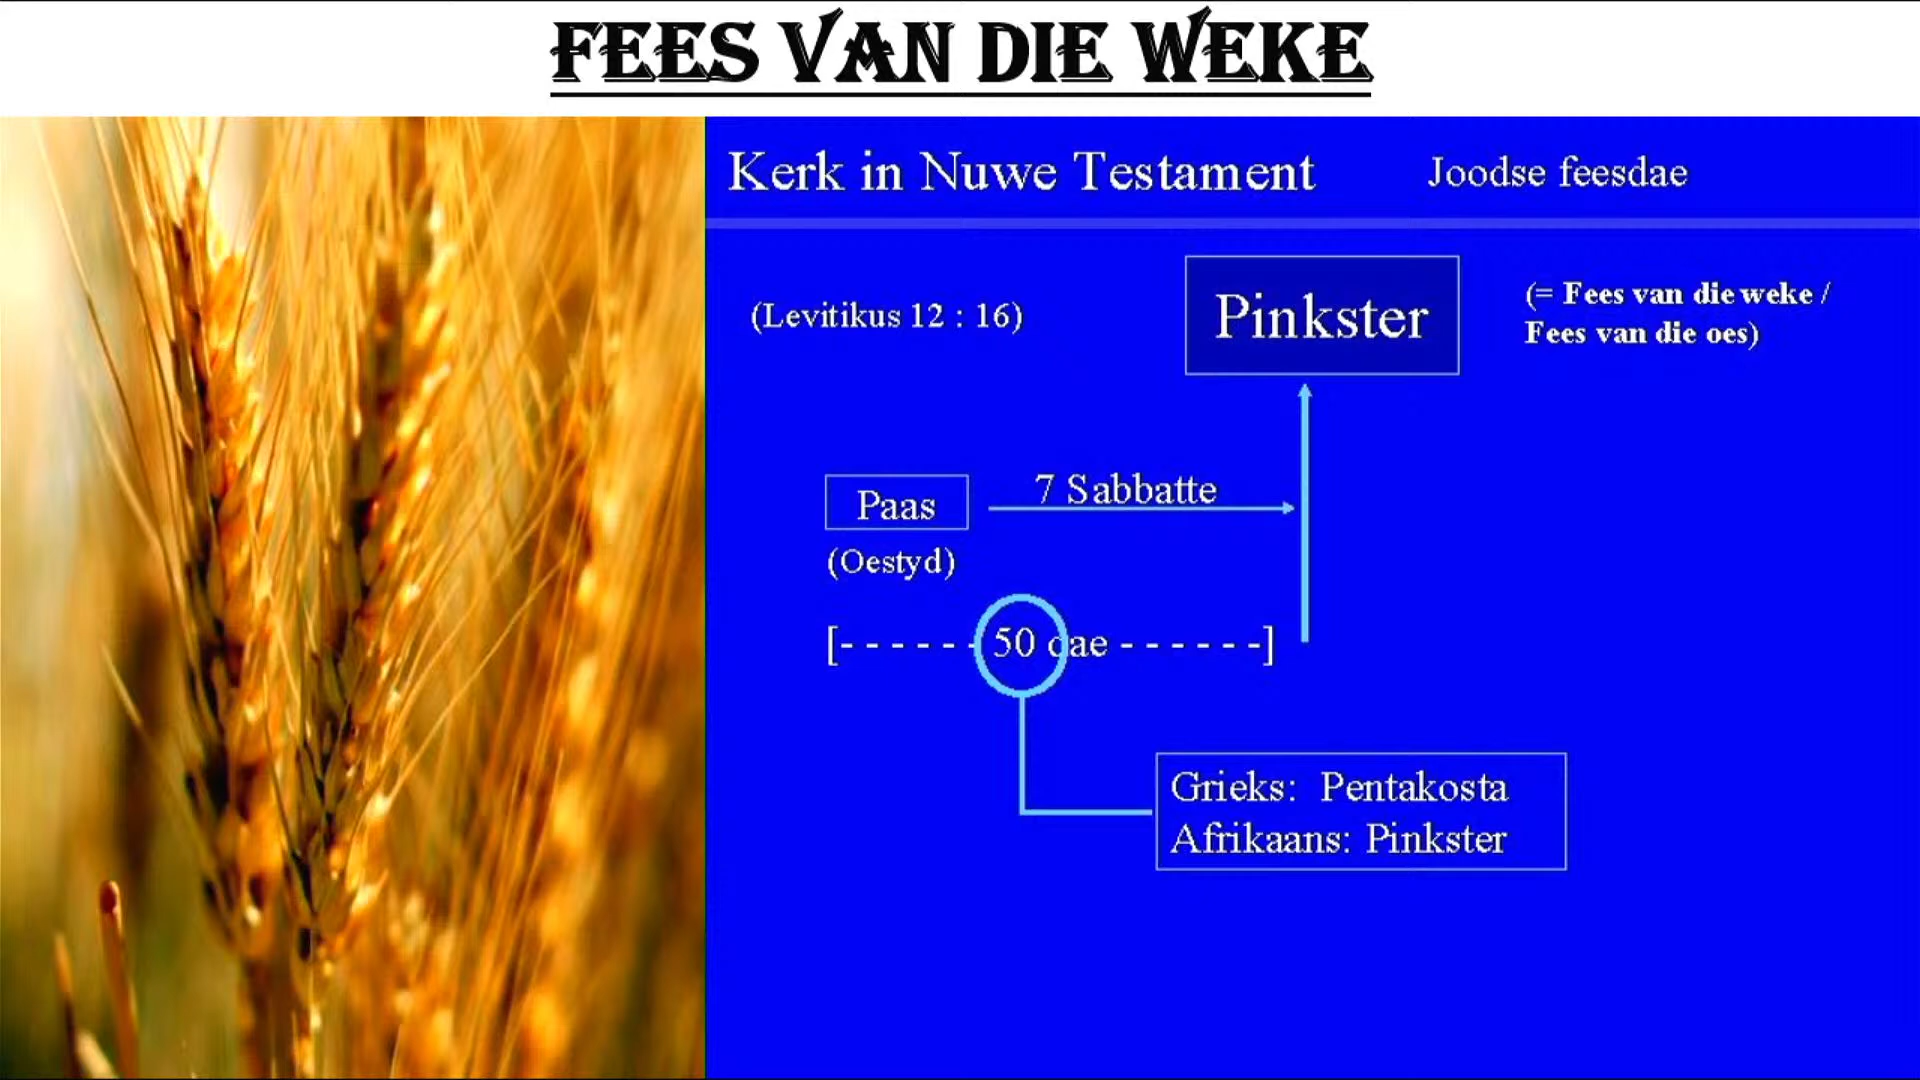 FEES VAN DIE WEKE
Kerk in Nuwe Testament
Joodse feesdae
(Levitikus 12 : 16)
Pinkster
(= Fees van die weke /
Fees van die oes)
Paas
7 Sabbatte
(Oestyd)
[- - - - - - 50 dae - - - - - -]
Grieks: Pentakosta
Afrikaans: Pinkster